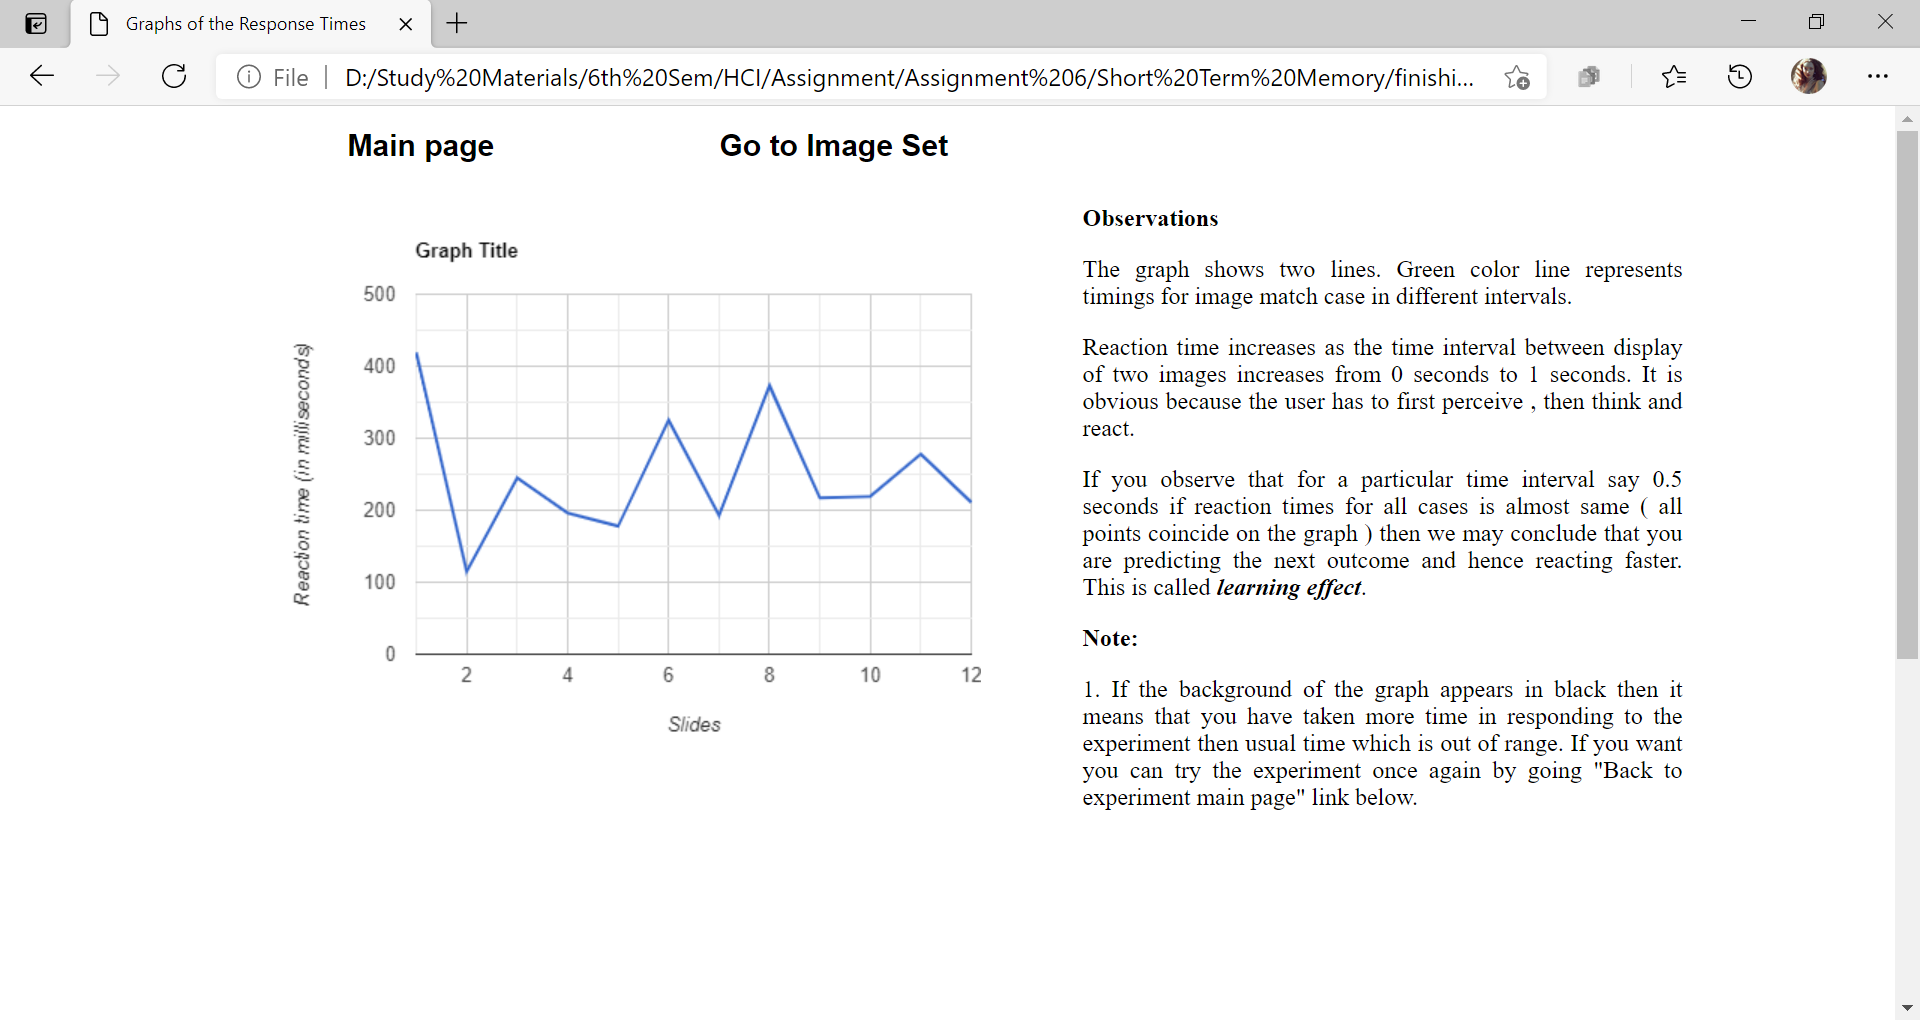 Graphs of the Response Times
File
D:/Study%20Materials/6th%20Sem/HCI/Assignment/Assignment%206/Short%20Term%20Memory/finishi...
Main page
Go to Image Set
Graph Title
500
400
300
200
100
0
Reaction time (in milliseconds)
2 4 6 8 10 12
Slides
Observations
The graph shows two lines. Green color line represents
timings for image match case in different intervals.
Reaction time increases as the time interval between display
of two images increases from 0 seconds to 1 seconds. It is
obvious because the user has to first perceive , then think and
react.
If you observe that for a particular time interval say 0.5
seconds if reaction times for all cases is almost same ( all
points coincide on the graph ) then we may conclude that you
are predicting the next outcome and hence reacting faster.
This is called learning effect.
Note:
1. If the background of the graph appears in black then it
means that you have taken more time in responding to the
experiment then usual time which is out of range. If you want
you can try the experiment once again by going "Back to
experiment main page" link below.